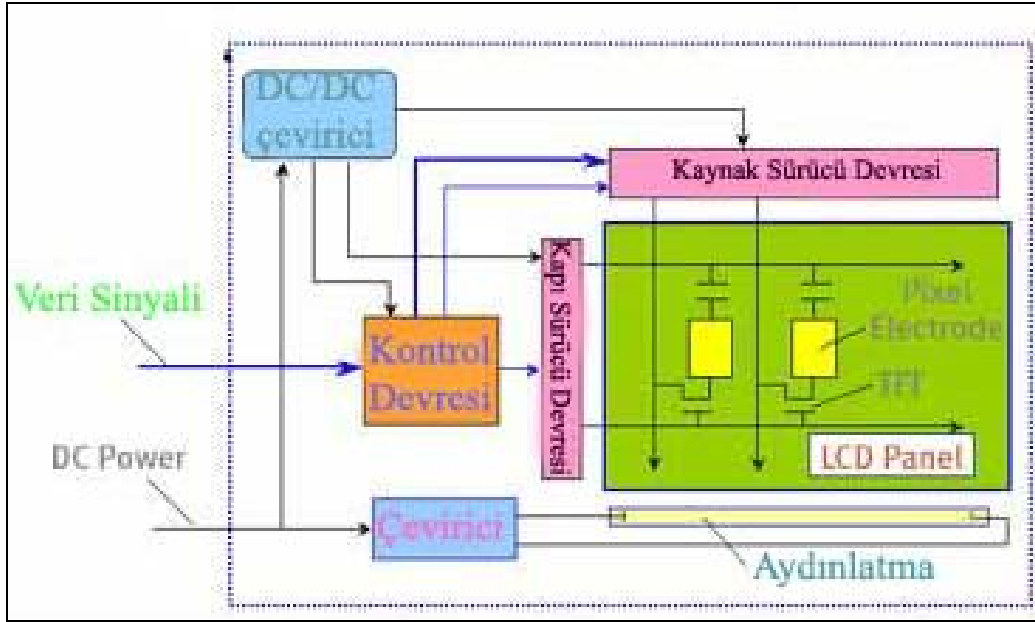 DC/DC
çevirici
Kaynak Sürücü Devresi
Kapı Sürücü Devresi
Veri Sinyali
Pixel
Electrode
Kontrol
Devresi
TFT
DC Power
LCD Panel
Çevirici
Aydınlatma